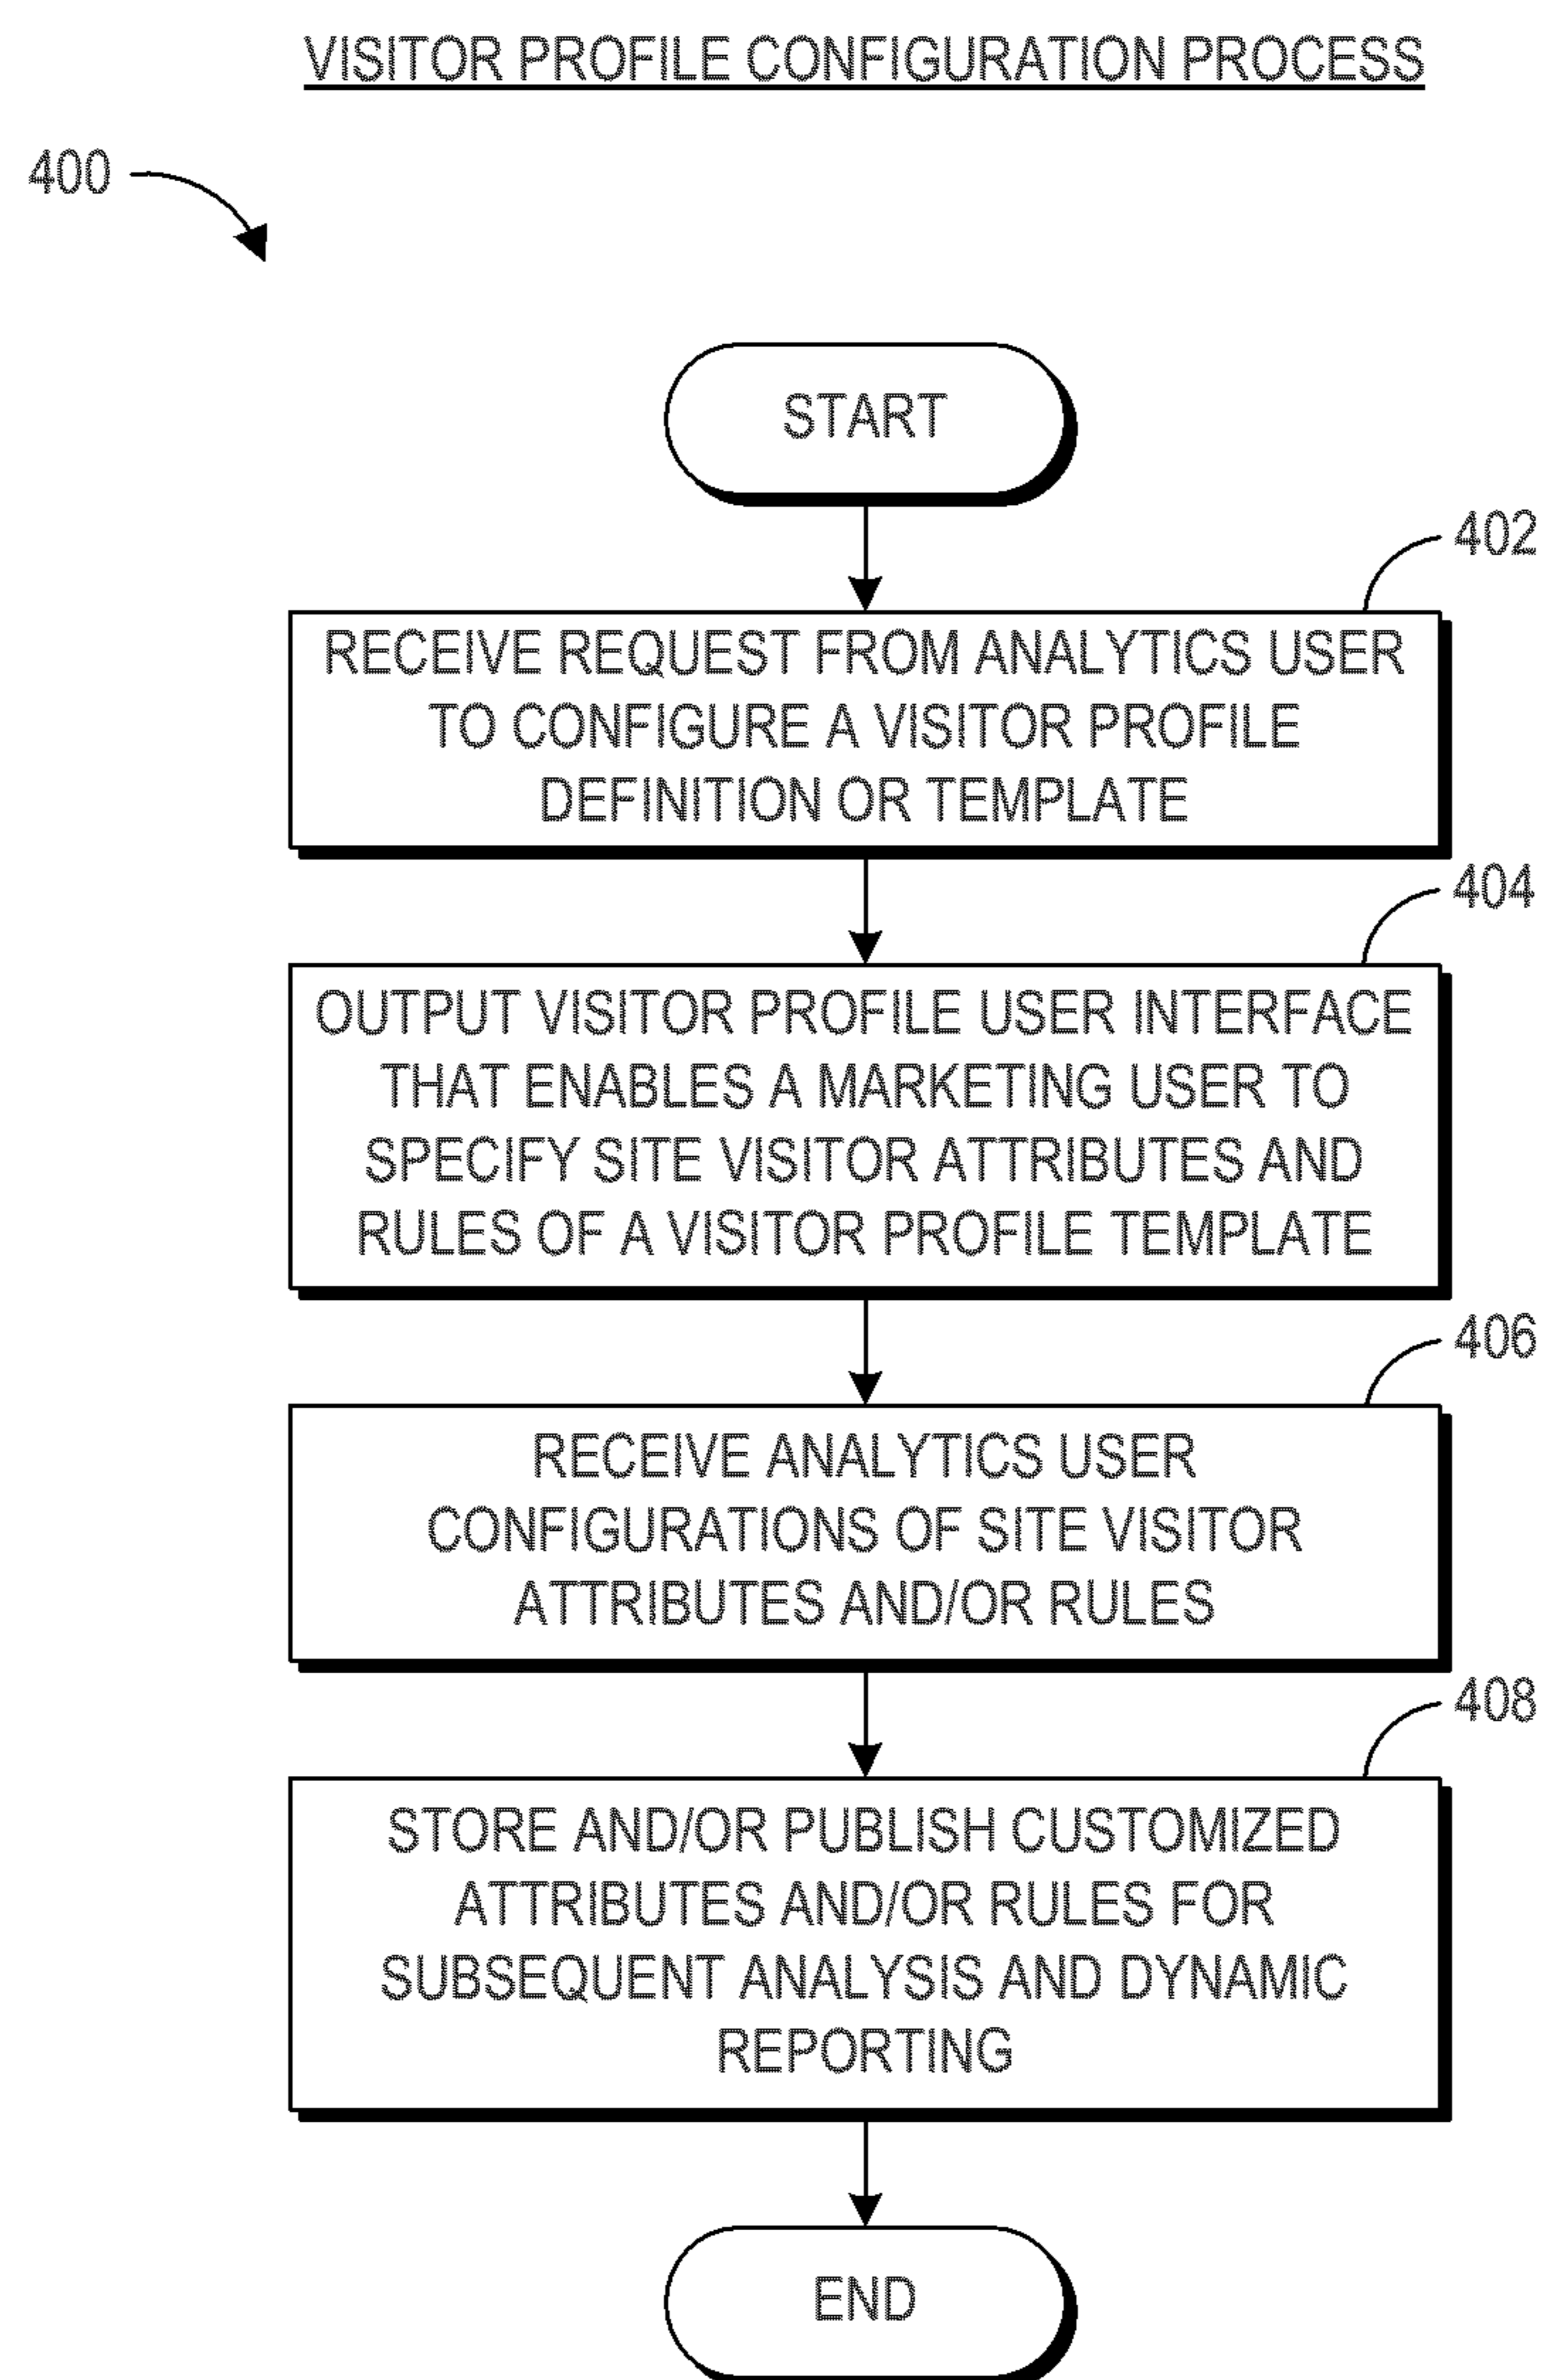 VISITOR PROFILE CONFIGURATION PROCESS
400
START
402
RECEIVE REQUEST FROM ANALYTICS USER
TO CONFIGURE A VISITOR PROFILE
DEFINITION OR TEMPLATE
404
OUTPUT VISITOR PROFILE USER INTERFACE
THAT ENABLES A MARKETING USER TO
SPECIFY SITE VISITOR ATTRIBUTES AND
RULES OF A VISITOR PROFILE TEMPLATE
406
RECEIVE ANALYTICS USER
CONFIGURATIONS OF SITE VISITOR
ATTRIBUTES AND/OR RULES
408
STORE AND/OR PUBLISH CUSTOMIZED
ATTRIBUTES AND/OR RULES FOR
SUBSEQUENT ANALYSIS AND DYNAMIC
REPORTING
END